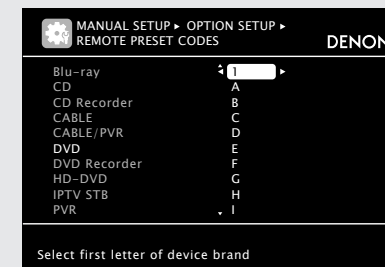 MANUAL SETUP ▸ OPTION SETUP ▸
REMOTE PRESET CODES
DENON
Blu-ray 1
CD A
CD Recorder B
CABLE C
CABLE/PVR D
DVD E
DVD Recorder F
HD-DVD G
IPTV STB H
PVR I
Select first letter of device brand